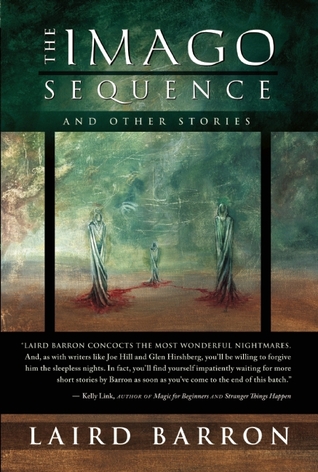 THE IMAGO
SEQUENCE
AND OTHER STORIES
"LAIRD BARRON CONCOCTS THE MOST WONDERFUL NIGHTMARES.
And, as with writers like Joe Hill and Glen Hirshberg, you'll be willing to forgive
him the sleepless nights. In fact, you'll find yourself impatiently waiting for more
short stories by Barron as soon as you've come to the end of this batch."
— Kelly Link, AUTHOR OF Magic for Beginners AND Stranger Things Happen
LAIRD BARRON